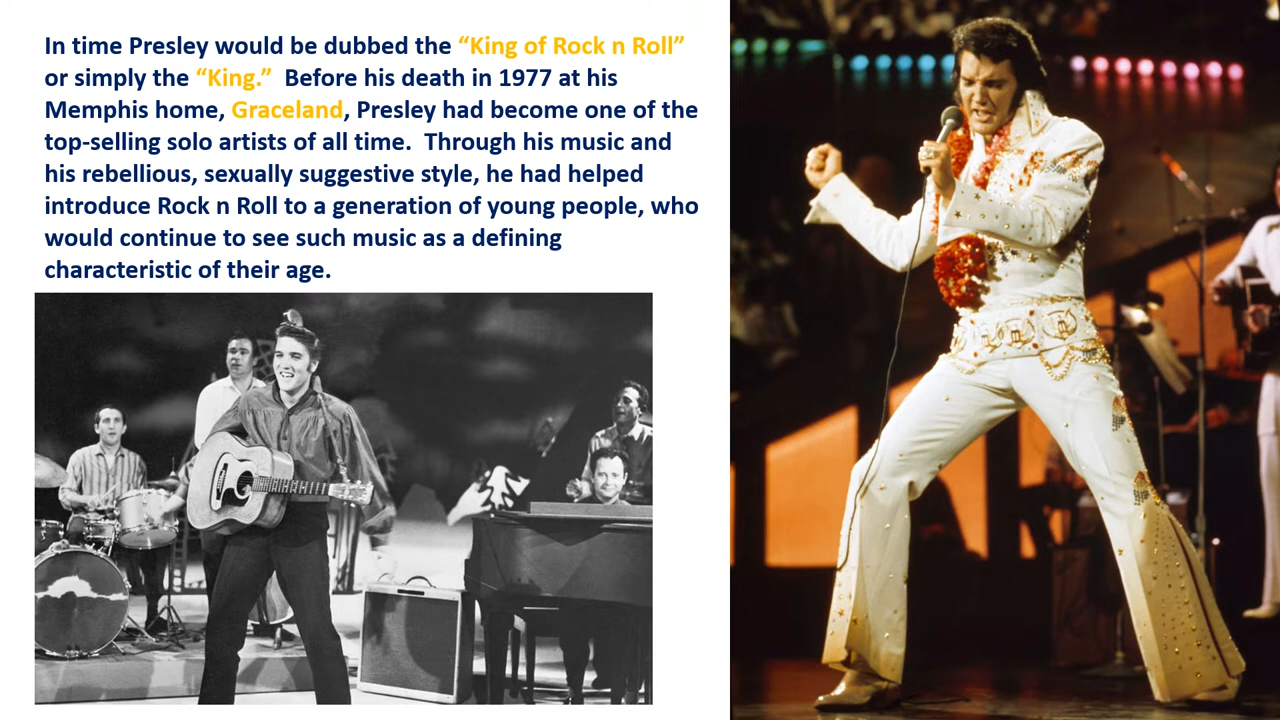 In time Presley would be dubbed the “King of Rock n Roll”
or simply the “King.”  Before his death in 1977 at his
Memphis home, Graceland, Presley had become one of the
top-selling solo artists of all time.  Through his music and
his rebellious, sexually suggestive style, he had helped
introduce Rock n Roll to a generation of young people, who
would continue to see such music as a defining
characteristic of their age.